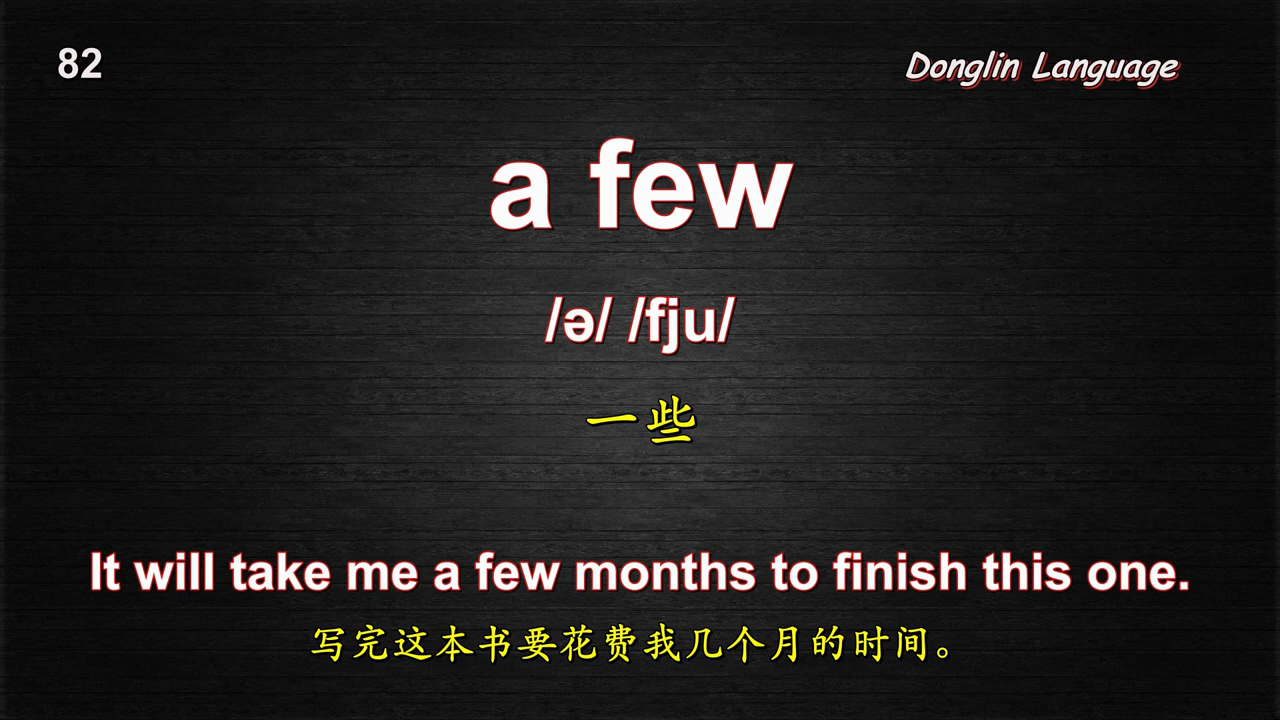 82
Donglin Language
a few
/ə/ /fju/
一些
It will take me a few months to finish this one.
写完这本书要花费我几个月的时间。